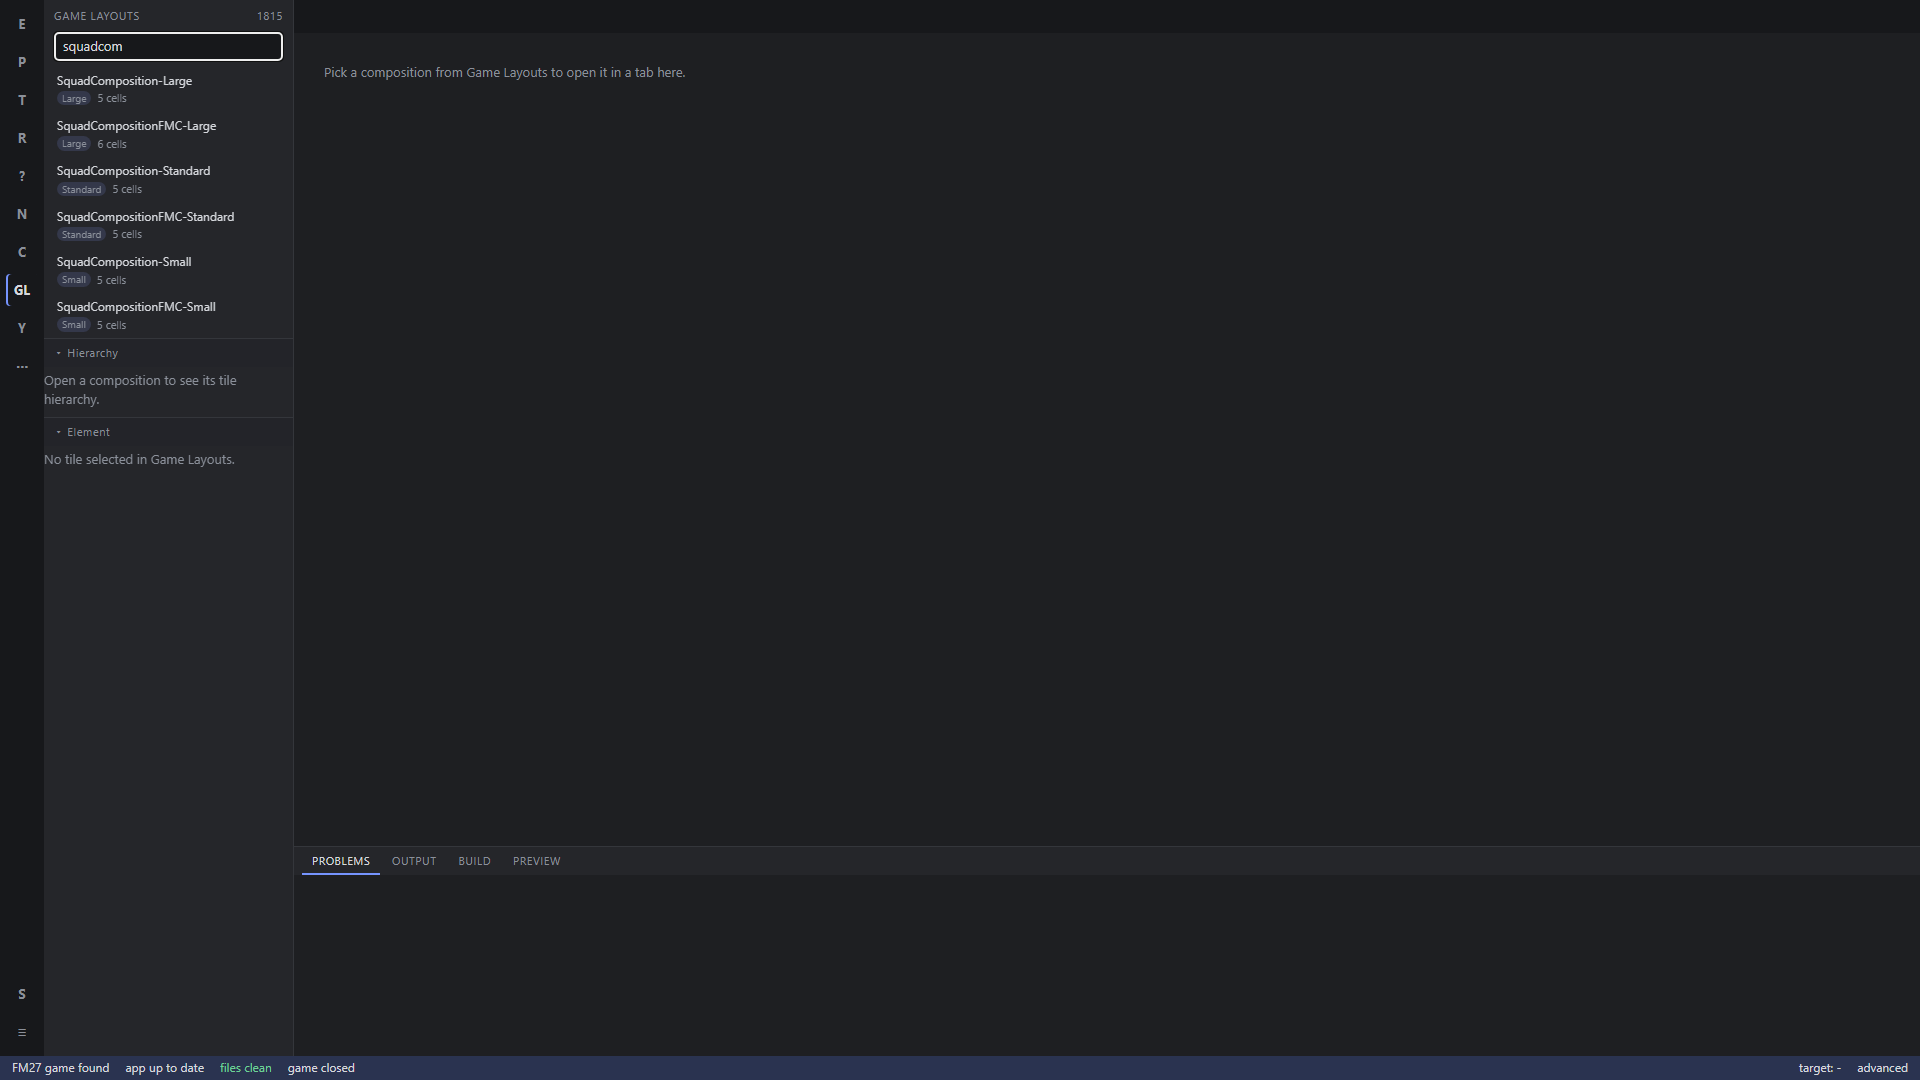 E
P
T
R
?
N
C
GL
Y
...
S
GAME LAYOUTS 1815
squadcom
SquadComposition-Large
Large 5 cells
SquadCompositionFMC-Large
Large 6 cells
SquadComposition-Standard
Standard 5 cells
SquadCompositionFMC-Standard
Standard 5 cells
SquadComposition-Small
Small 5 cells
SquadCompositionFMC-Small
Small 5 cells
Hierarchy
Open a composition to see its tile
hierarchy.
Element
No tile selected in Game Layouts.
Pick a composition from Game Layouts to open it in a tab here.
PROBLEMS OUTPUT BUILD PREVIEW
FM27 game found app up to date files clean game closed target: - advanced